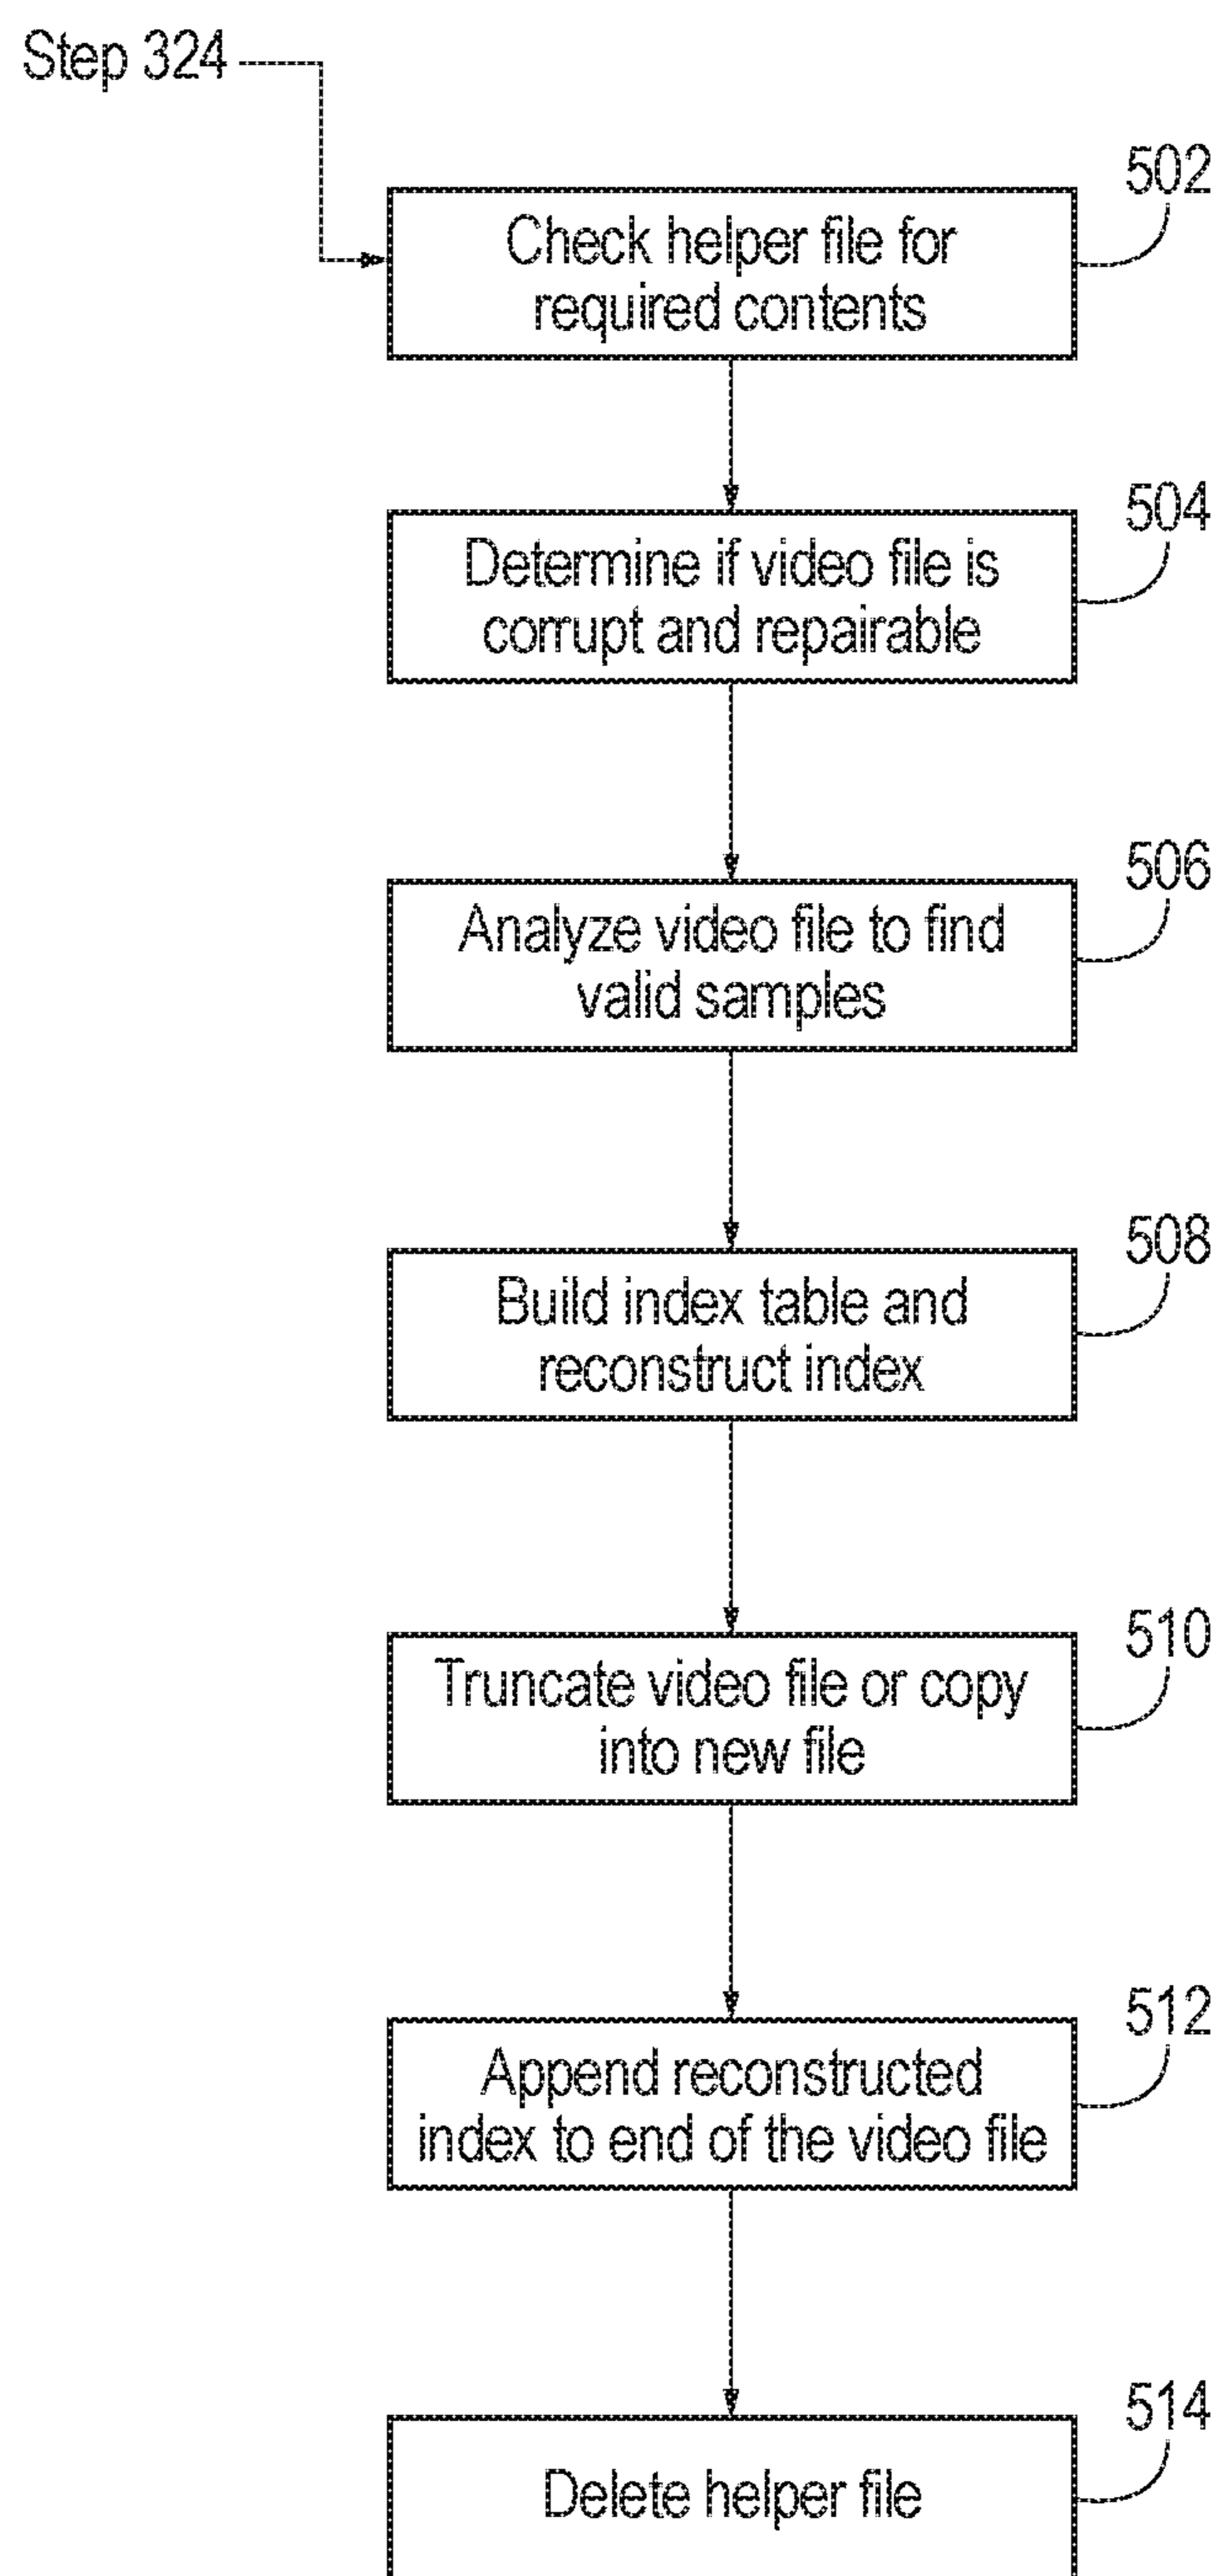 Step 324
502
Check helper file for
required contents
504
Determine if video file is
corrupt and repairable
506
Analyze video file to find
valid samples
508
Build index table and
reconstruct index
510
Truncate video file or copy
into new file
512
Append reconstructed
index to end of the video file
514
Delete helper file